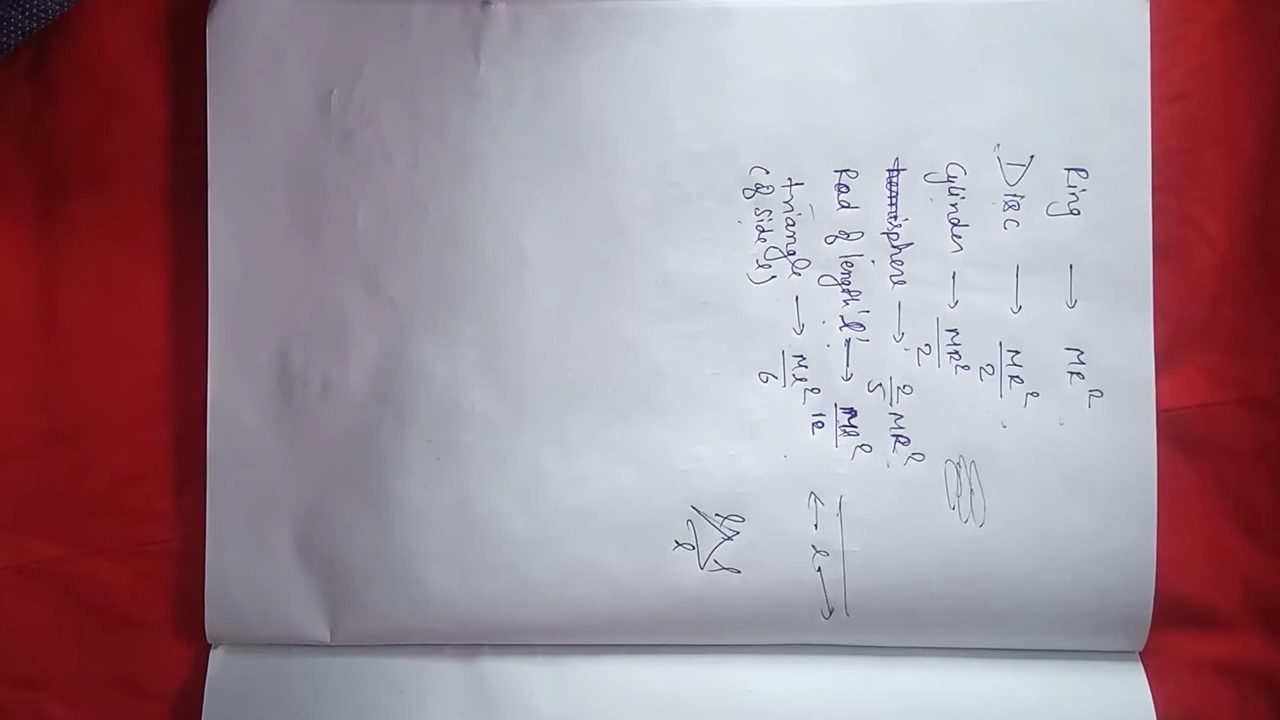 Ring → MR²
Disc → MR²/2
Cylinder → MR²/2
sphere → 2/5 MR²
Rod of length 'l' → Ml²/12
← l →
triangle → Ml²/6
(of side l)
l l
l